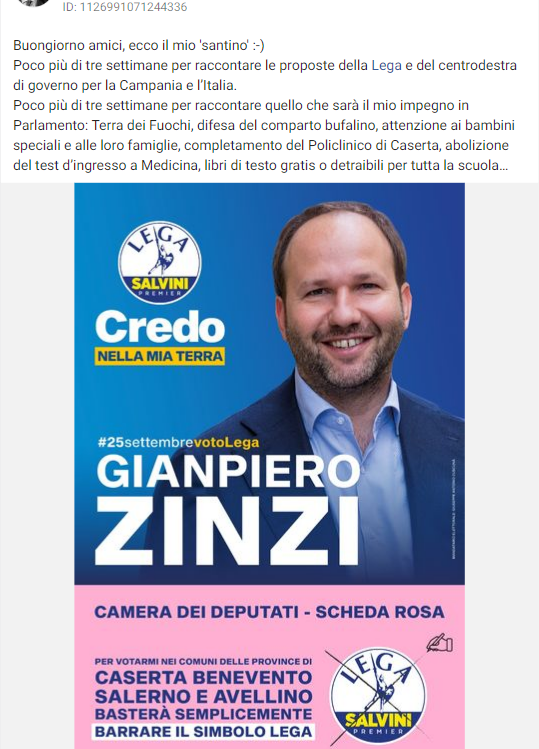 ID: 1126991071244336
Buongiorno amici, ecco il mio 'santino' :-)
Poco più di tre settimane per raccontare le proposte della Lega e del centrodestra
di governo per la Campania e l'Italia.
Poco più di tre settimane per raccontare quello che sarà il mio impegno in
Parlamento: Terra dei Fuochi, difesa del comparto bufalino, attenzione ai bambini
speciali e alle loro famiglie, completamento del Policlinico di Caserta, abolizione
del test d'ingresso a Medicina, libri di testo gratis o detraibili per tutta la scuola...
LEGA
SALVINI
PREMIER
Credo
NELLA MIA TERRA
#25settembrevotoLega
GIANPIERO
ZINZI
CAMERA DEI DEPUTATI - SCHEDA ROSA
PER VOTARMI NEI COMUNI DELLE PROVINCE DI
CASERTA BENEVENTO
SALERNO E AVELLINO
BASTERÀ SEMPLICEMENTE
BARRARE IL SIMBOLO LEGA
LEGA
SALVINI
PREMIER